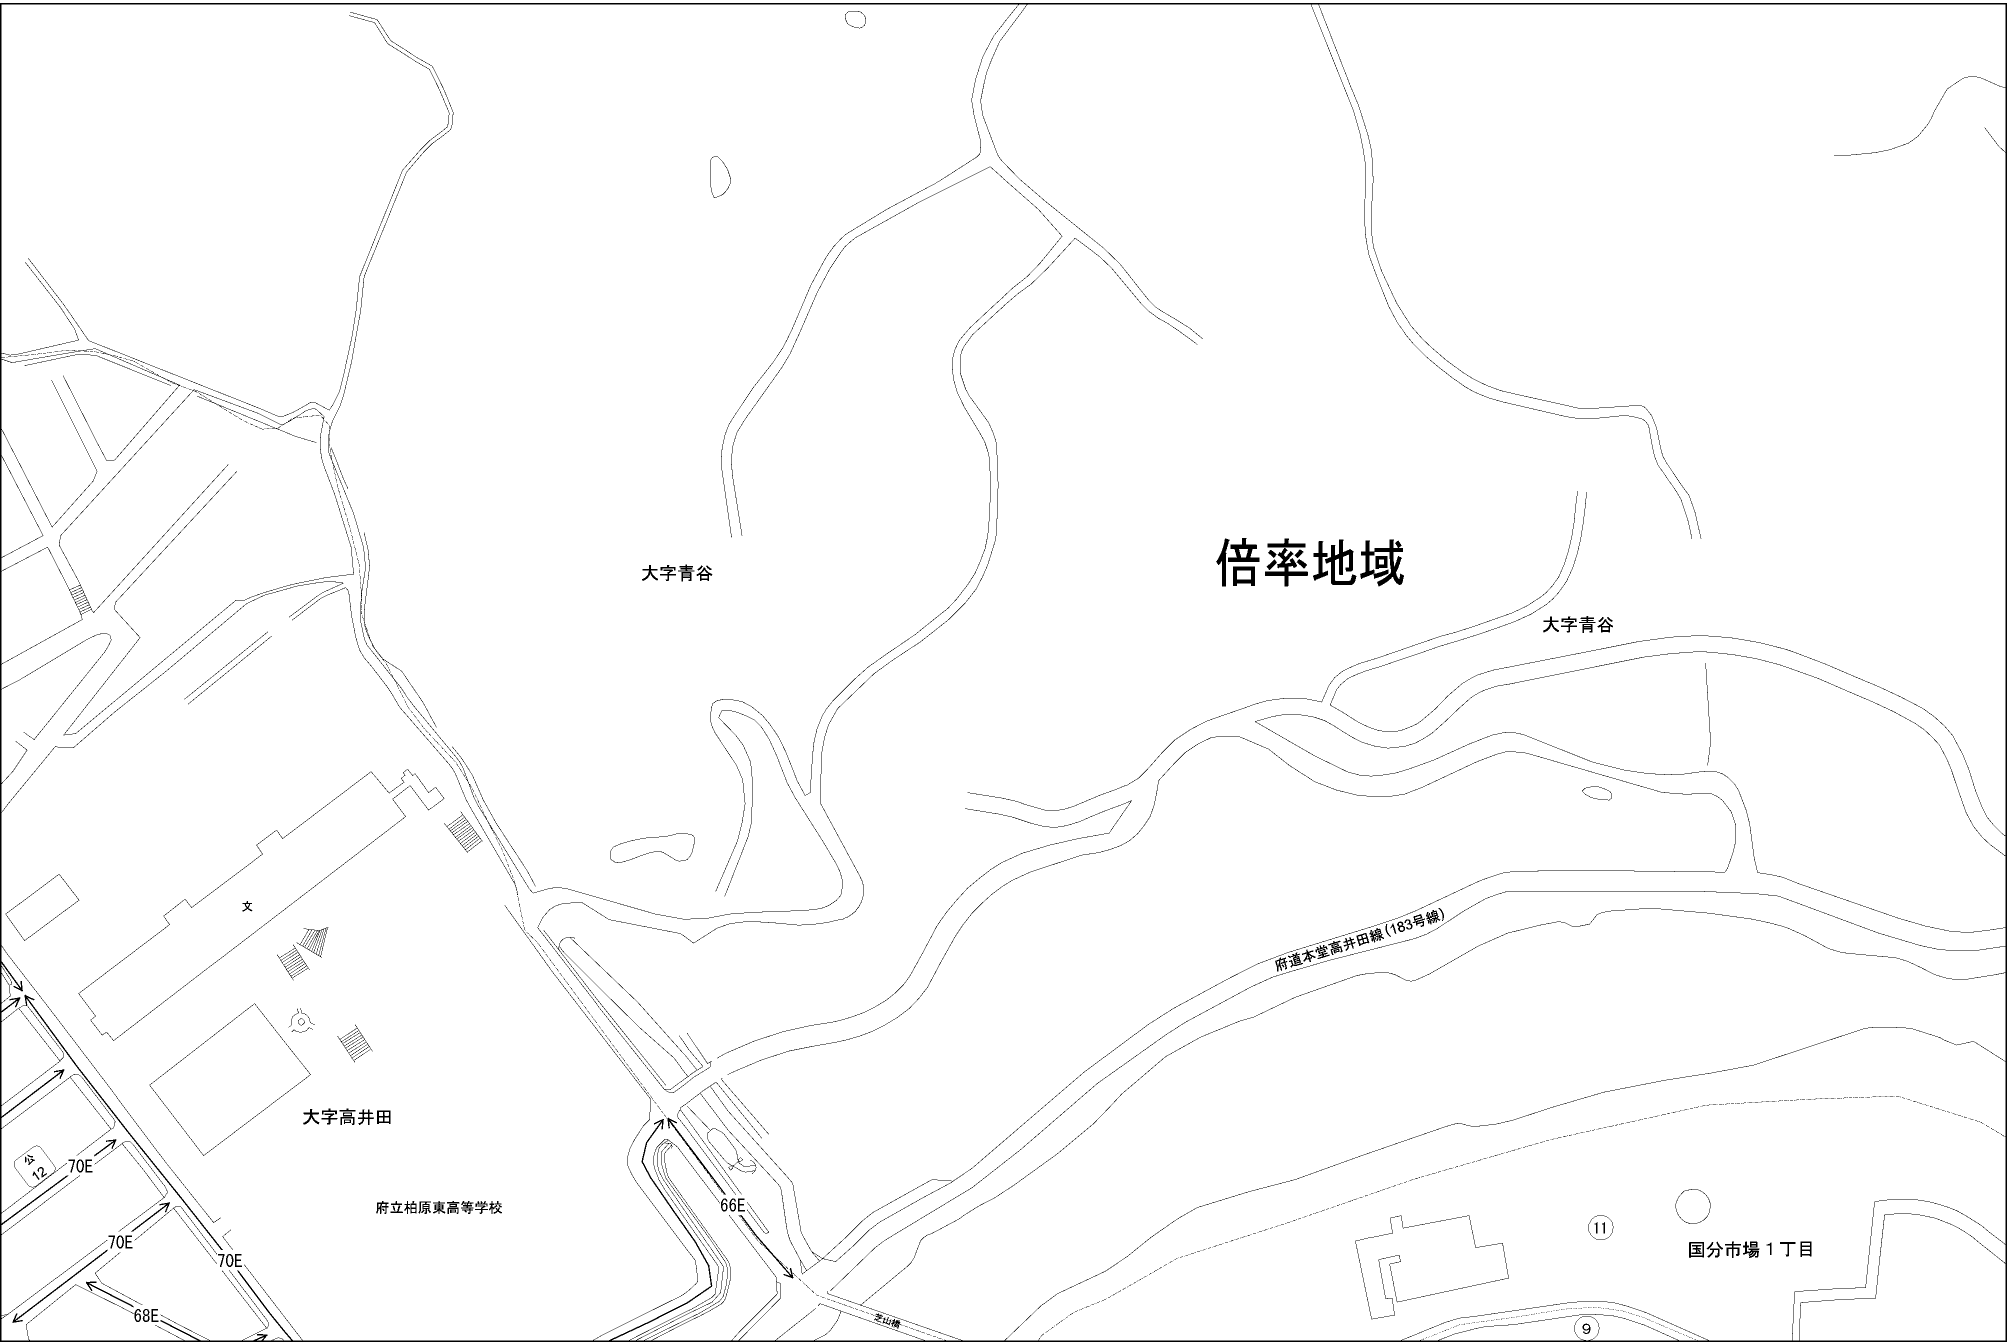 倍率地域
大字青谷
大字青谷
文
府道本堂高井田線(183号線)
大字高井田
公
12
70E
府立柏原東高等学校
66E
11
国分市場1丁目
70E
70E
68E
芝山橋
9